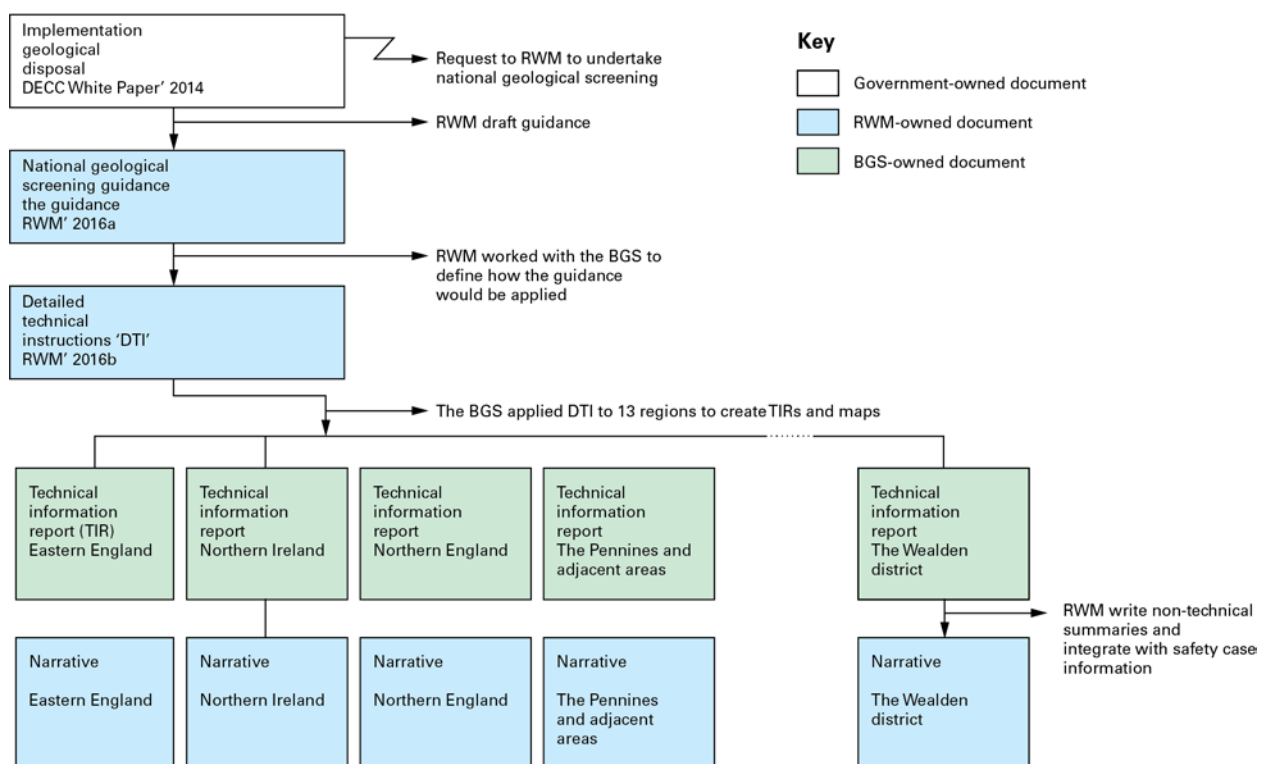 Implementation
geological
disposal
DECC White Paper’ 2014
Request to RWM to undertake
national geological screening
RWM draft guidance
National geological
screening guidance
the guidance
RWM’ 2016a
RWM worked with the BGS to
define how the guidance
would be applied
Detailed
technical
instructions ‘DTI’
RWM’ 2016b
The BGS applied DTI to 13 regions to create TIRs and maps
Key
Government-owned document
RWM-owned document
BGS-owned document
Technical
information
report (TIR)
Eastern England
Technical
information
report
Northern Ireland
Technical
information
report
Northern England
Technical
information
report
The Pennines and
adjacent areas
Technical
information
report
The Wealden
district
RWM write non-technical
summaries and
integrate with safety case
information
Narrative
Eastern England
Narrative
Northern Ireland
Narrative
Northern England
Narrative
The Pennines
and adjacent
areas
Narrative
The Wealden
district